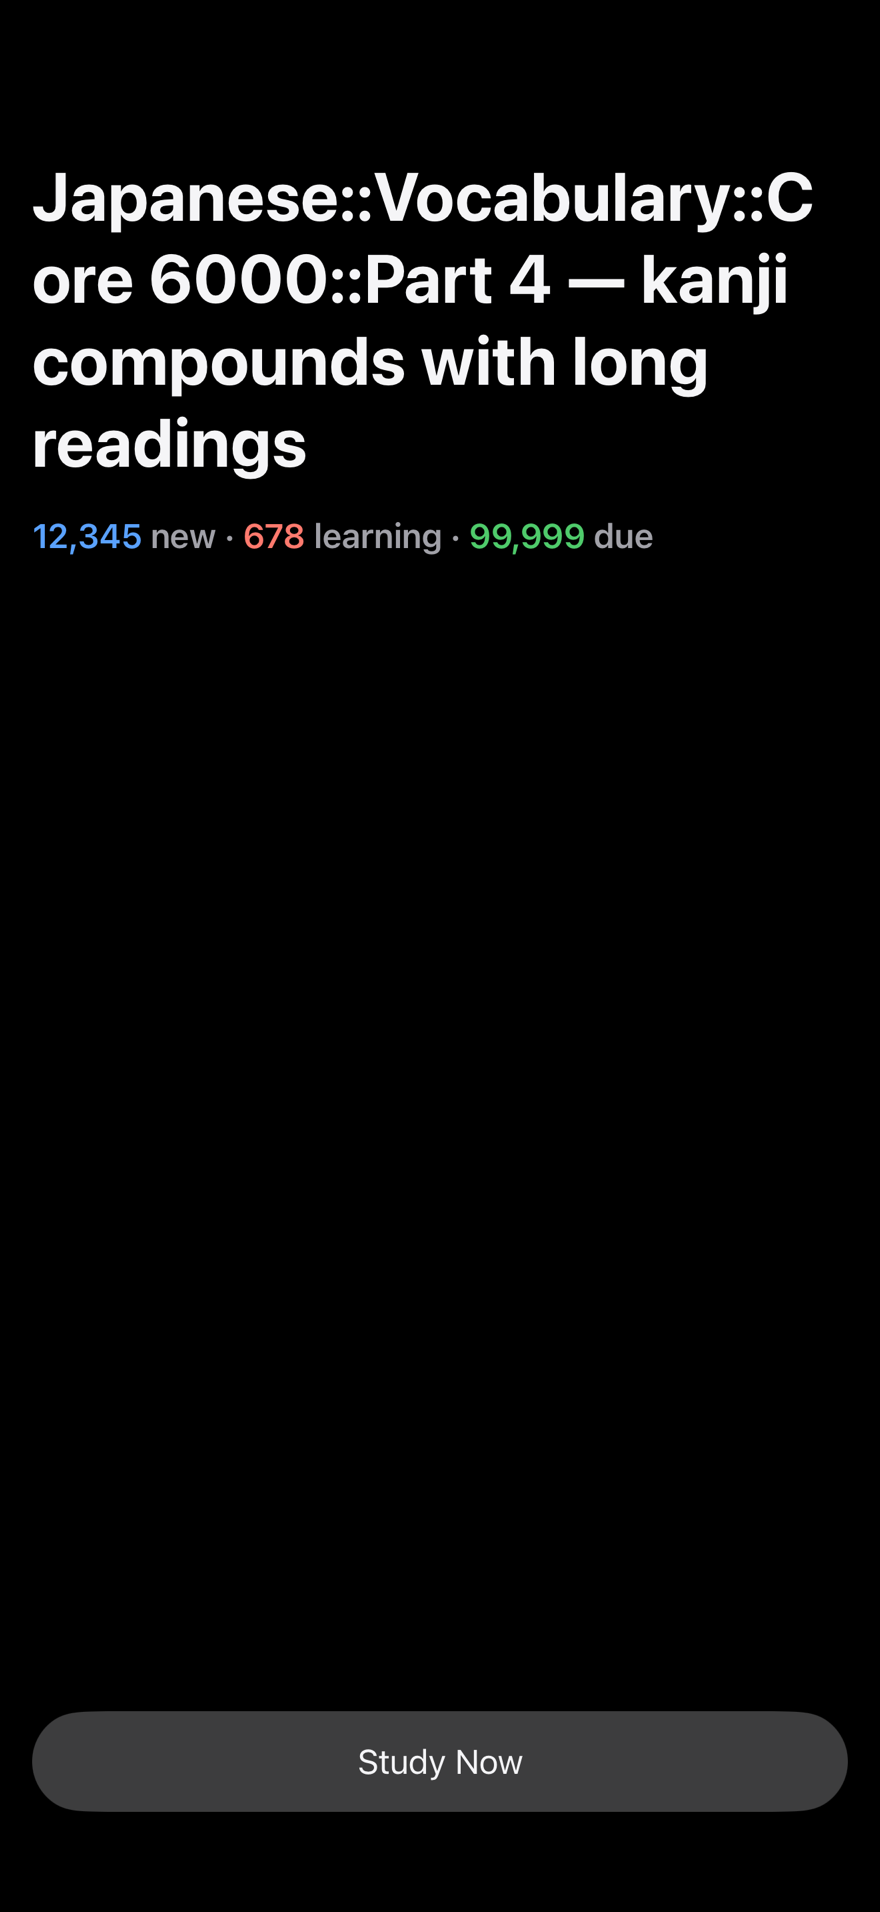 Japanese::Vocabulary::C
ore 6000::Part 4 — kanji
compounds with long
readings
12,345 new · 678 learning · 99,999 due
Study Now